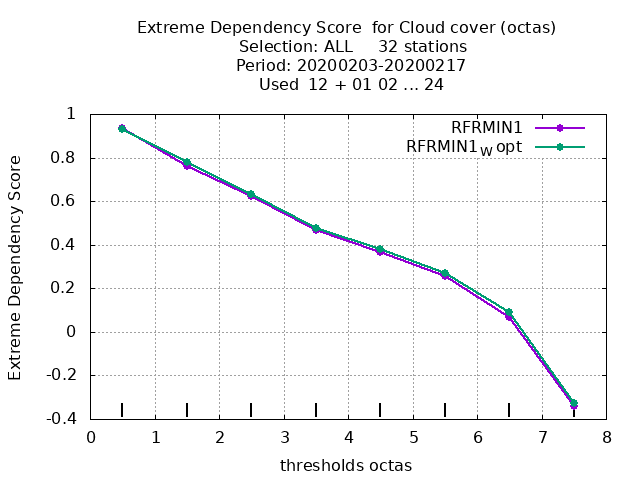 Extreme Dependency Score  for Cloud cover (octas)
Selection: ALL     32 stations
Period: 20200203-20200217
Used  12 + 01 02 ... 24
RFRMIN1
RFRMIN1W opt
Extreme Dependency Score
1
0.8
0.6
0.4
0.2
0
-0.2
-0.4
0 1 2 3 4 5 6 7 8
thresholds octas